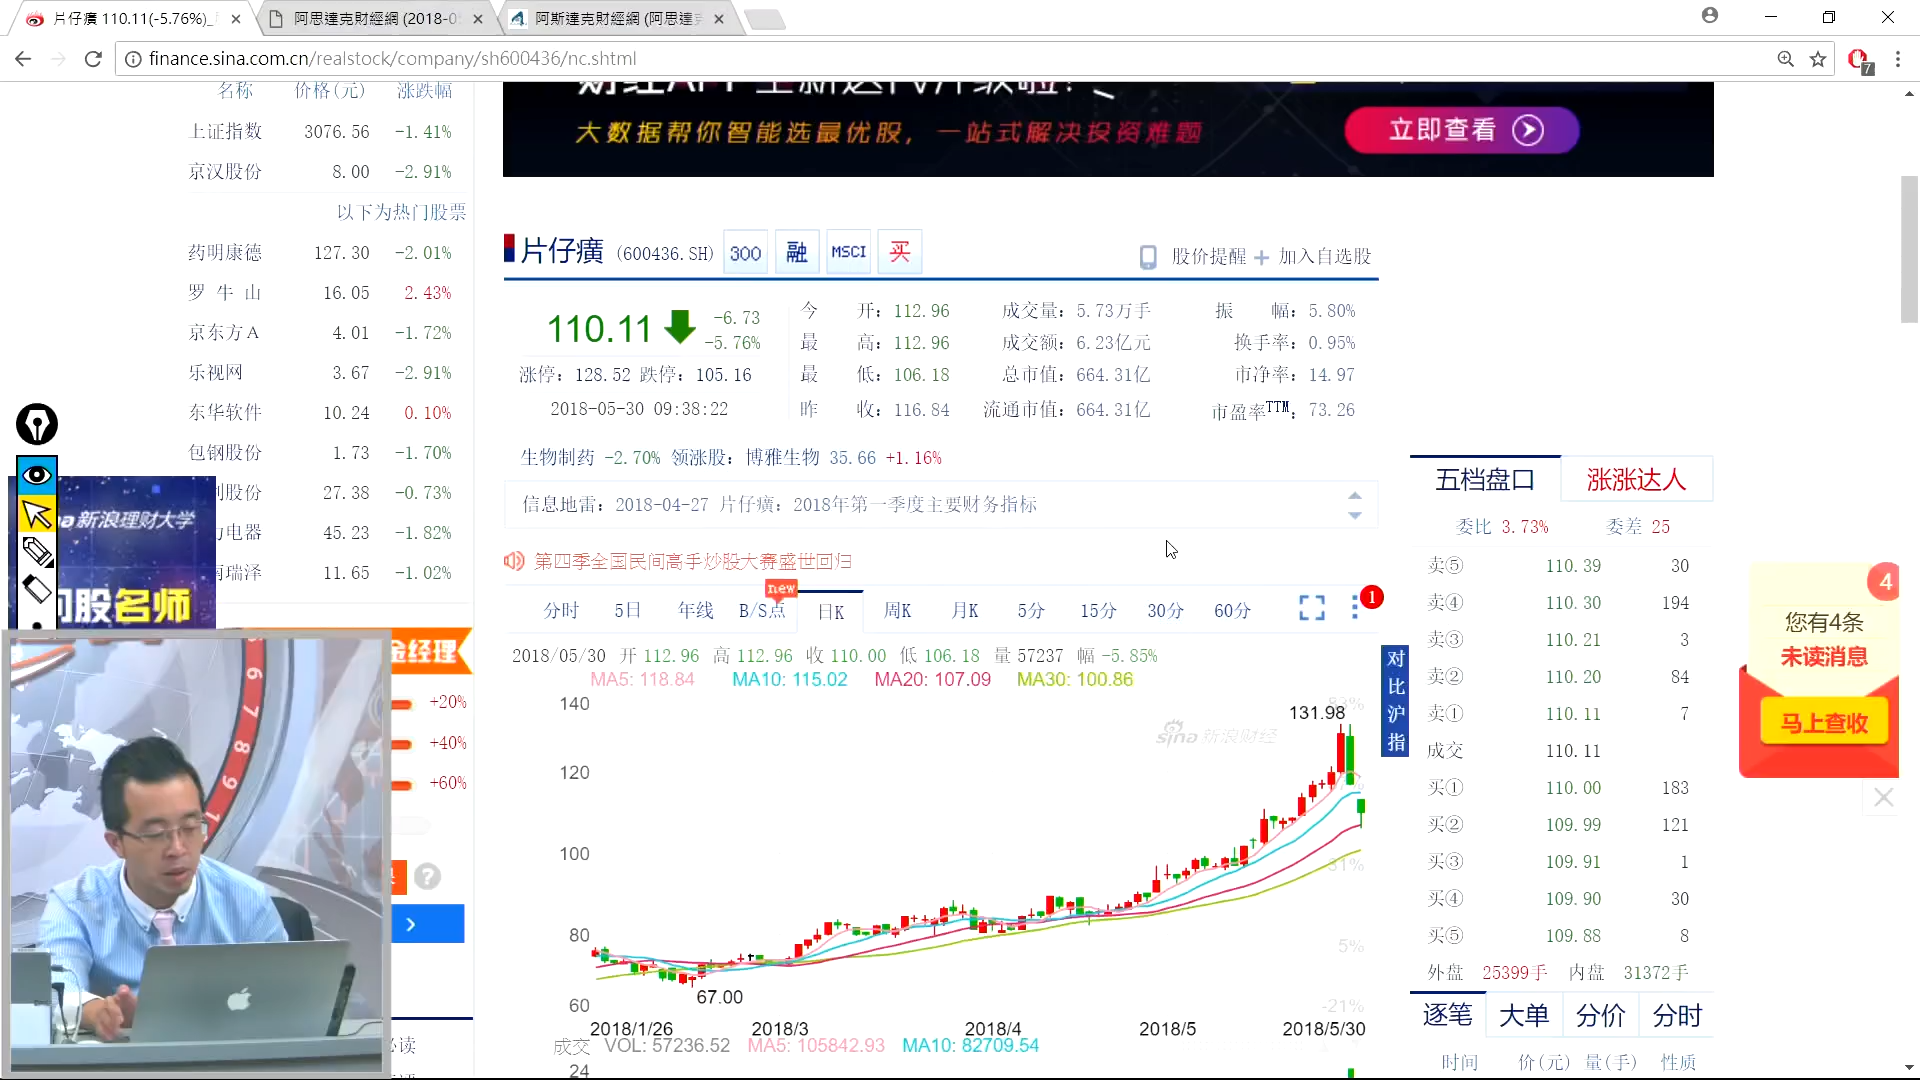 片仔癀 110.11(-5.76%)_
阿思達克財經網 (2018-0
阿斯達克財經網 (阿思達克
finance.sina.com.cn/realstock/company/sh600436/nc.shtml
7
名称 价格(元) 涨跌幅
上证指数 3076.56 -1.41%
京汉股份 8.00 -2.91%
以下为热门股票
药明康德 127.30 -2.01%
罗 牛 山 16.05 2.43%
京东方A 4.01 -1.72%
乐视网 3.67 -2.91%
东华软件 10.24 0.10%
包钢股份 1.73 -1.70%
股份 27.38 -0.73%
电器 45.23 -1.82%
瑞泽 11.65 -1.02%
新浪理财大学
问股名师
金经理
+20%
+40%
+60%
?
必读
大数据帮你智能选最优股，一站式解决投资难题
立即查看
片仔癀 (600436.SH) 300 融 MSCI 买
股价提醒 + 加入自选股
110.11 -6.73 -5.76%
涨停：128.52 跌停：105.16
2018-05-30 09:38:22
今 开：112.96 成交量：5.73万手 振 幅：5.80%
最 高：112.96 成交额：6.23亿元 换手率：0.95%
最 低：106.18 总市值：664.31亿 市净率：14.97
昨 收：116.84 流通市值：664.31亿 市盈率TTM：73.26
生物制药 -2.70% 领涨股：博雅生物 35.66 +1.16%
信息地雷：2018-04-27 片仔癀：2018年第一季度主要财务指标
第四季全国民间高手炒股大赛盛世回归
new
分时 5日 年线 B/S点 日K 周K 月K 5分 15分 30分 60分
1
2018/05/30 开 112.96 高 112.96 收 110.00 低 106.18 量 57237 幅 -5.85%
MA5: 118.84 MA10: 115.02 MA20: 107.09 MA30: 100.86
对比沪指
140
131.98
sina 新浪财经
120
100
31%
80
5%
67.00
60
-21%
2018/1/26 2018/3 2018/4 2018/5 2018/5/30
成交 VOL: 57236.52 MA5: 105842.93 MA10: 82709.54
24
五档盘口 涨涨达人
委比 3.73% 委差 25
卖⑤ 110.39 30
卖④ 110.30 194
卖③ 110.21 3
卖② 110.20 84
卖① 110.11 7
成交 110.11
买① 110.00 183
买② 109.99 121
买③ 109.91 1
买④ 109.90 30
买⑤ 109.88 8
外盘 25399手 内盘 31372手
逐笔 大单 分价 分时
时间 价(元) 量(手) 性质
4
您有4条
未读消息
马上查收
6
7
8
9